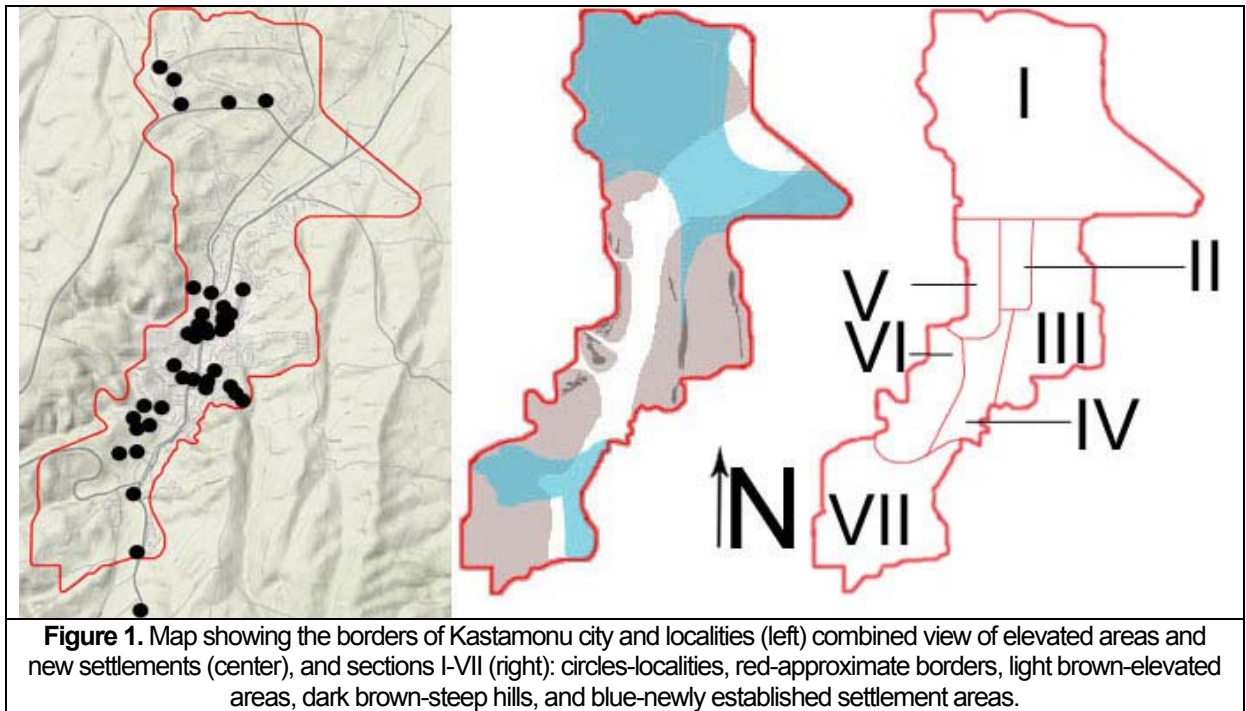 I
II
V
VI
III
IV
N
VII
Figure 1. Map showing the borders of Kastamonu city and localities (left) combined view of elevated areas and
new settlements (center), and sections I-VII (right): circles-localities, red-approximate borders, light brown-elevated
areas, dark brown-steep hills, and blue-newly established settlement areas.